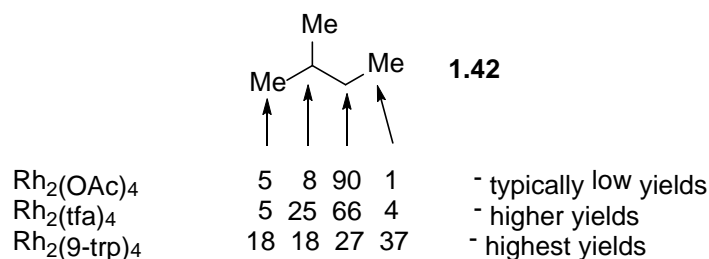 Me
Me Me 1.42
Rh2(OAc)4 5 8 90 1 - typically low yields
Rh2(tfa)4 5 25 66 4 - higher yields
Rh2(9-trp)4 18 18 27 37 - highest yields